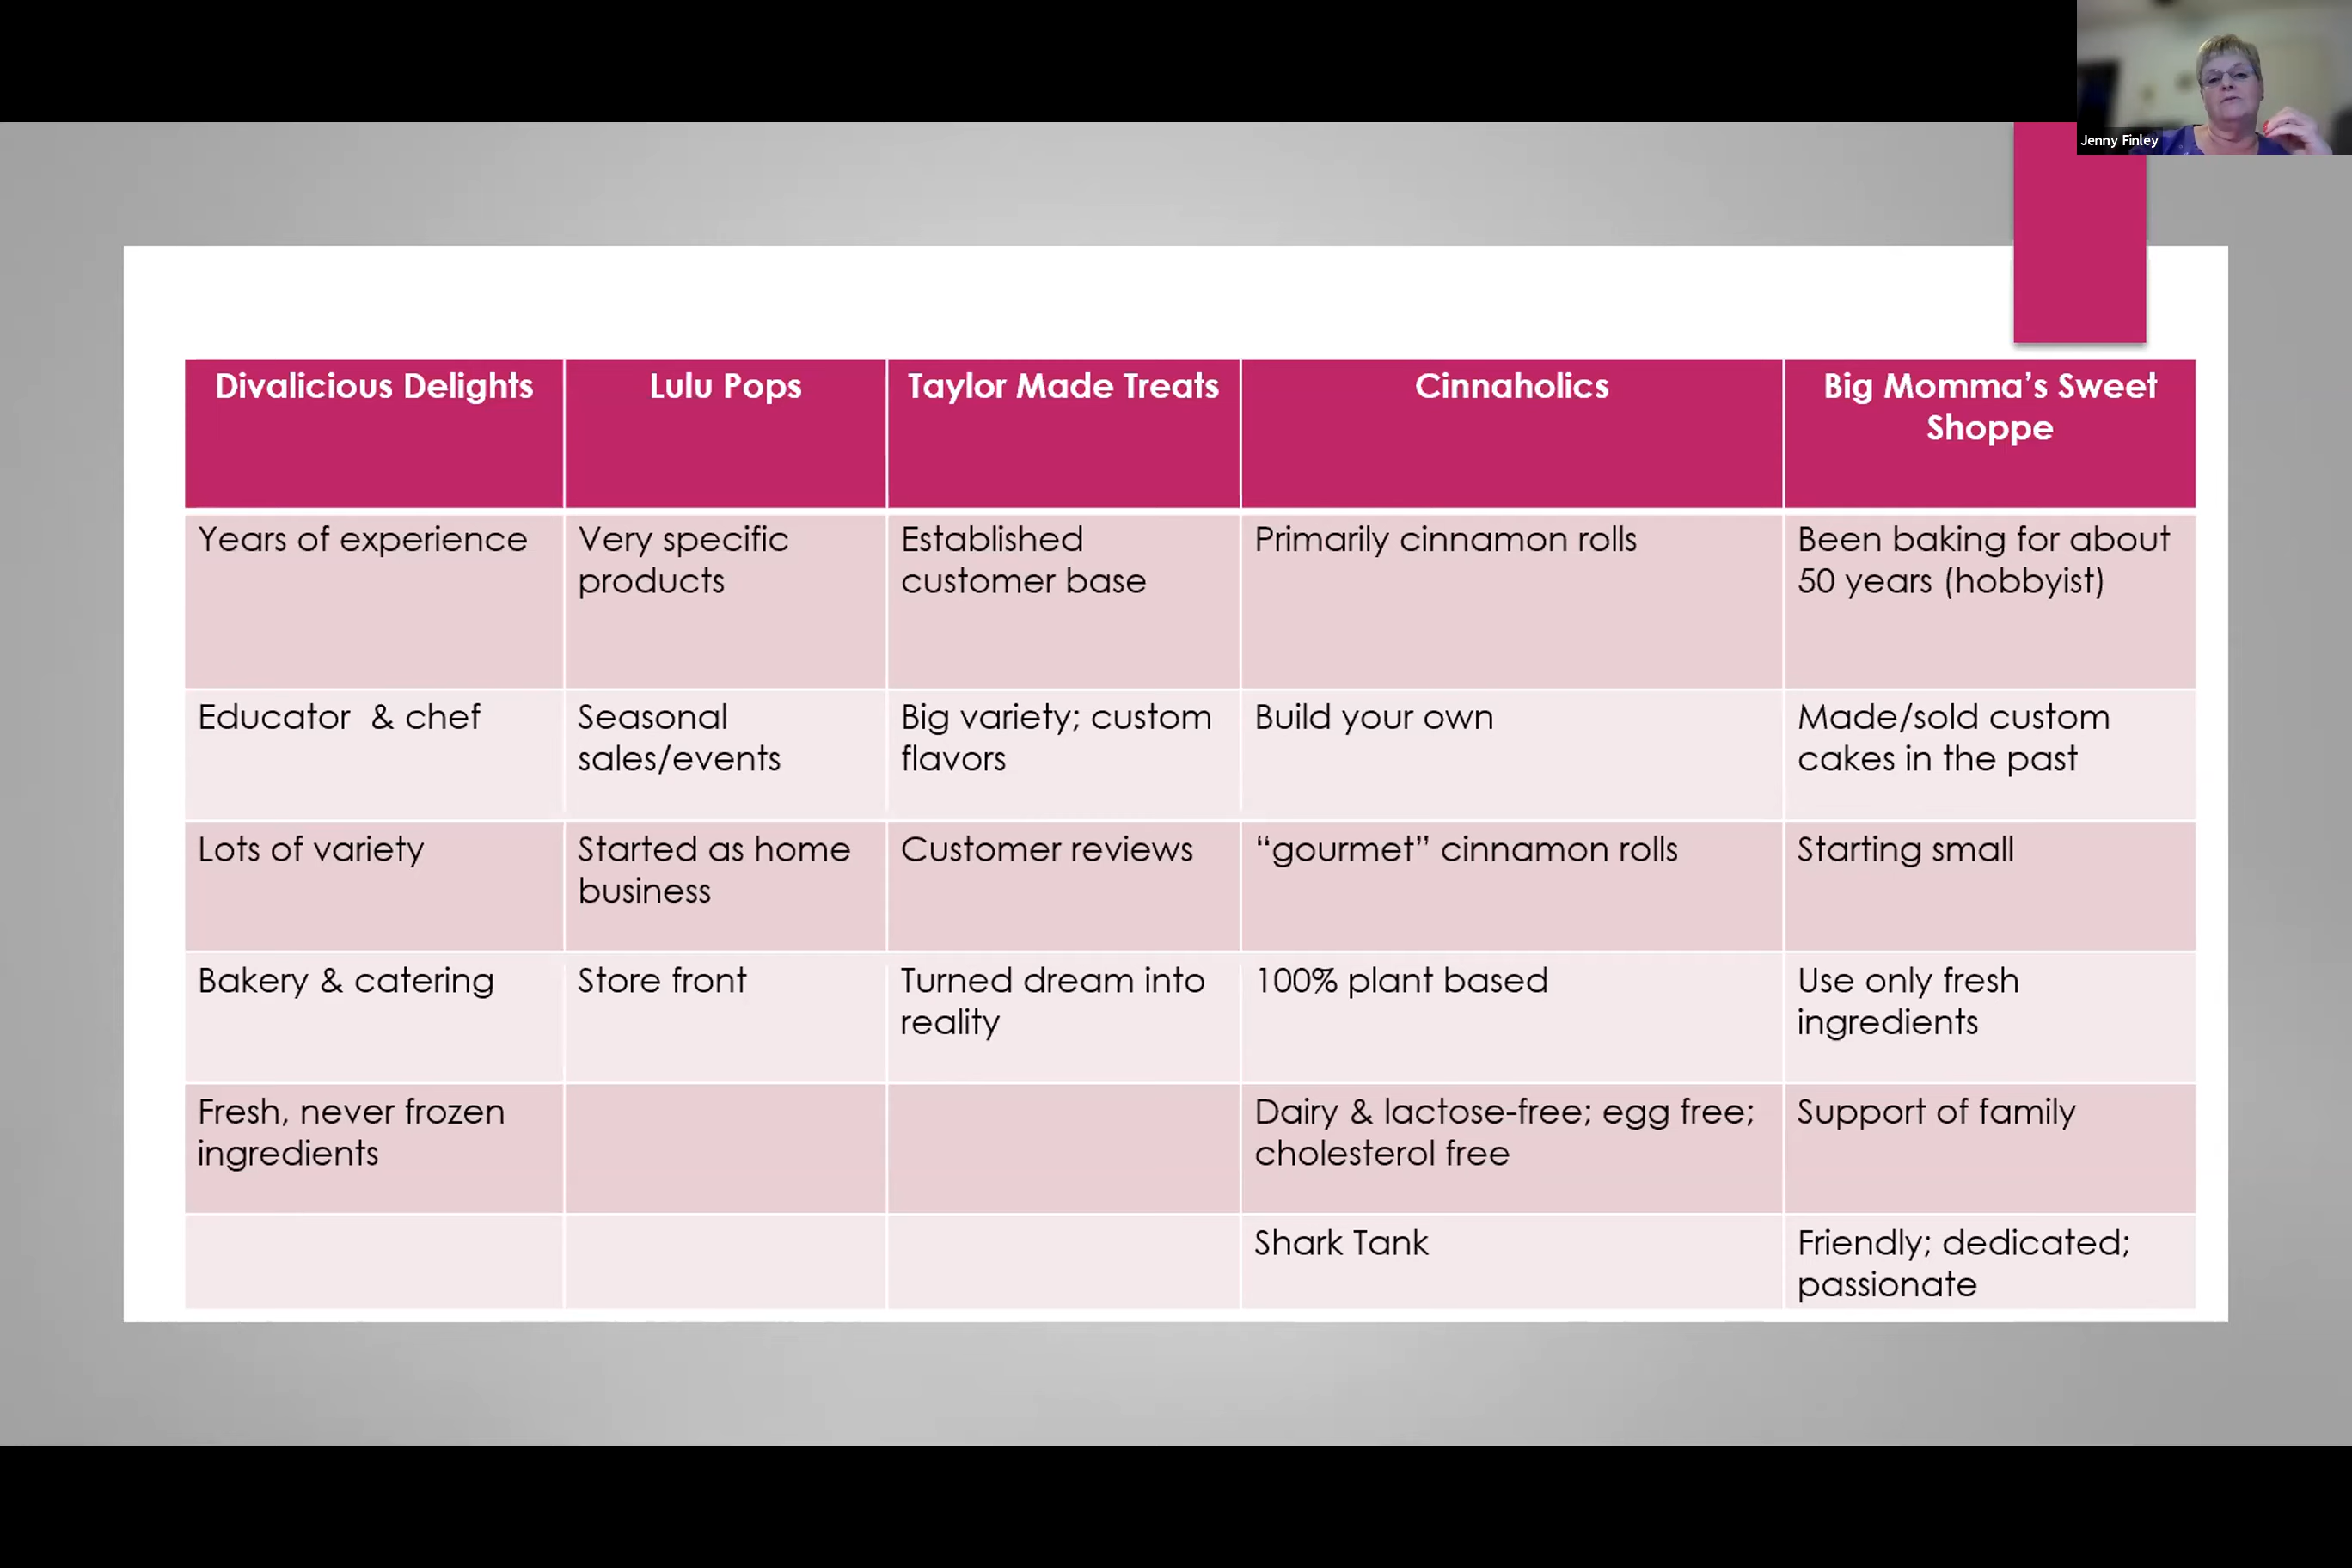 Jenny Finley
Divalicious Delights
Lulu Pops
Taylor Made Treats
Cinnaholics
Big Momma’s Sweet
Shoppe
Years of experience
Very specific
products
Established
customer base
Primarily cinnamon rolls
Been baking for about
50 years (hobbyist)
Educator & chef
Seasonal
sales/events
Big variety; custom
flavors
Build your own
Made/sold custom
cakes in the past
Lots of variety
Started as home
business
Customer reviews
“gourmet” cinnamon rolls
Starting small
Bakery & catering
Store front
Turned dream into
reality
100% plant based
Use only fresh
ingredients
Fresh, never frozen
ingredients
Dairy & lactose-free; egg free;
cholesterol free
Support of family
Shark Tank
Friendly; dedicated;
passionate